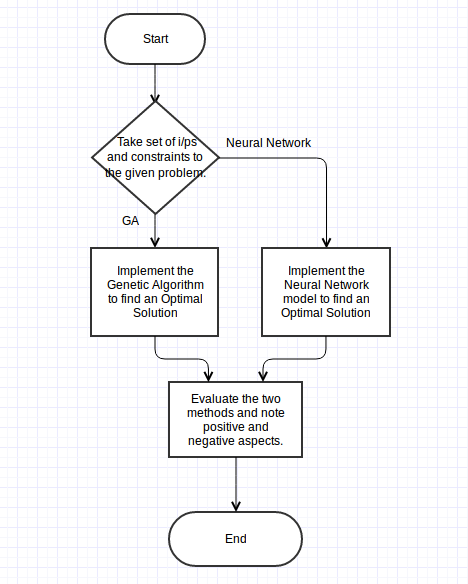 Start
Take set of i/ps
and constraints to
the given problem.
Neural Network
GA
Implement the
Genetic Algorithm
to find an Optimal
Solution
Implement the
Neural Network
model to find an
Optimal Solution
Evaluate the two
methods and note
positive and
negative aspects.
End